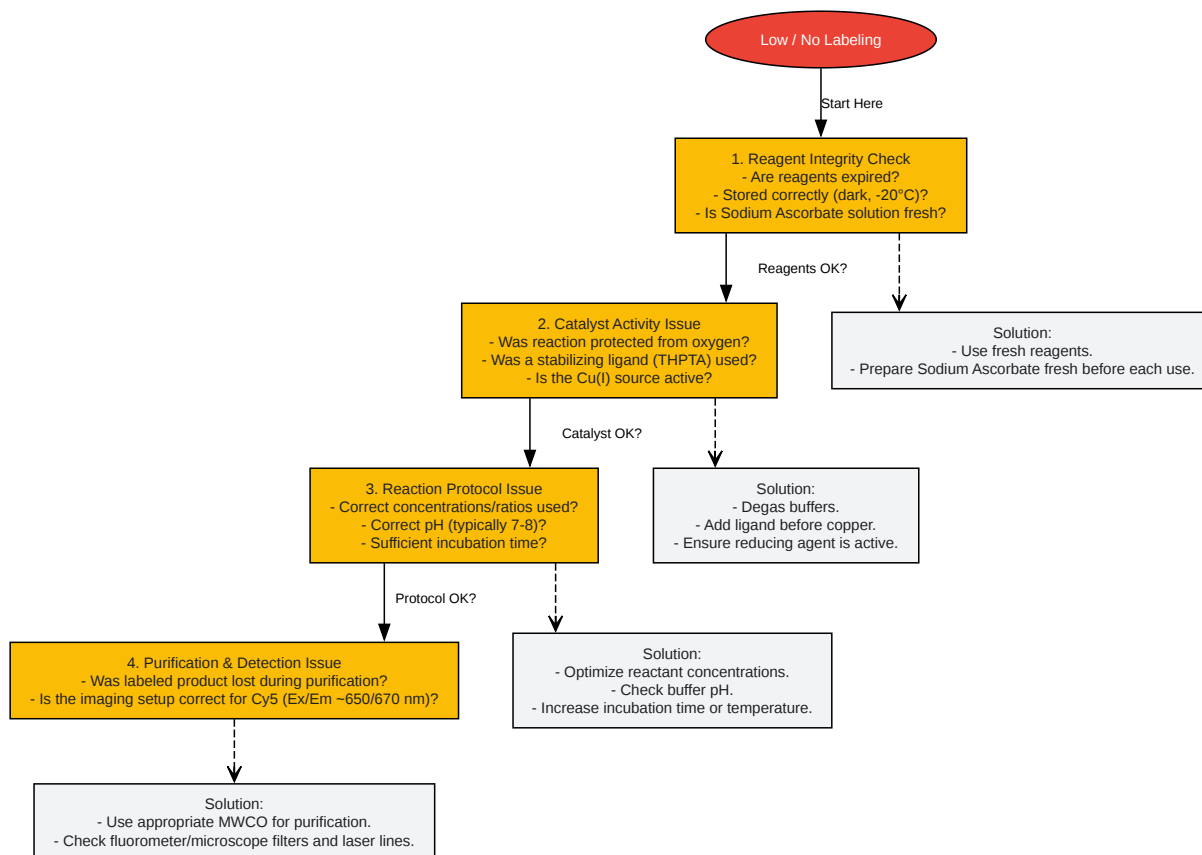 Low / No Labeling
Start Here
1. Reagent Integrity Check
- Are reagents expired?
- Stored correctly (dark, -20°C)?
- Is Sodium Ascorbate solution fresh?
Reagents OK?
2. Catalyst Activity Issue
- Was reaction protected from oxygen?
- Was a stabilizing ligand (THPTA) used?
- Is the Cu(I) source active?
Solution:
- Use fresh reagents.
- Prepare Sodium Ascorbate fresh before each use.
Catalyst OK?
3. Reaction Protocol Issue
- Correct concentrations/ratios used?
- Correct pH (typically 7-8)?
- Sufficient incubation time?
Solution:
- Degas buffers.
- Add ligand before copper.
- Ensure reducing agent is active.
Protocol OK?
4. Purification & Detection Issue
- Was labeled product lost during purification?
- Is the imaging setup correct for Cy5 (Ex/Em ~650/670 nm)?
Solution:
- Optimize reactant concentrations.
- Check buffer pH.
- Increase incubation time or temperature.
Solution:
- Use appropriate MWCO for purification.
- Check fluorometer/microscope filters and laser lines.